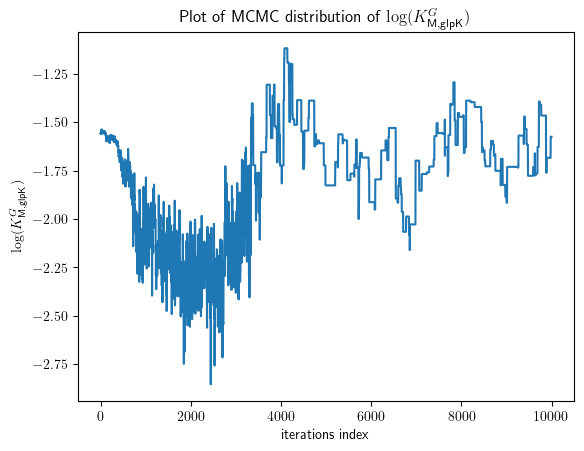 Plot of MCMC distribution of log(K^G_M,glpK)
−1.25
−1.50
−1.75
−2.00
−2.25
−2.50
−2.75
log(K^G_M,glpK)
0 2000 4000 6000 8000 10000
iterations index